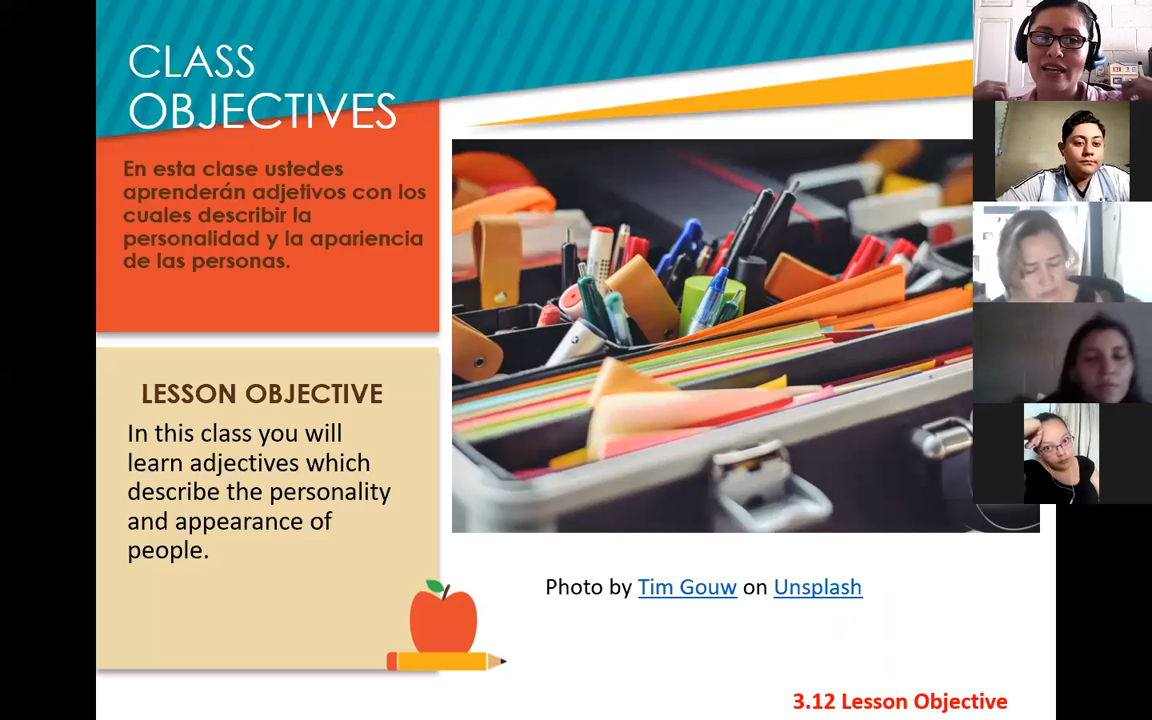 CLASS
OBJECTIVES
En esta clase ustedes
aprenderán adjetivos con los
cuales describir la
personalidad y la apariencia
de las personas.
LESSON OBJECTIVE
In this class you will
learn adjectives which
describe the personality
and appearance of
people.
Photo by Tim Gouw on Unsplash
3.12 Lesson Objective